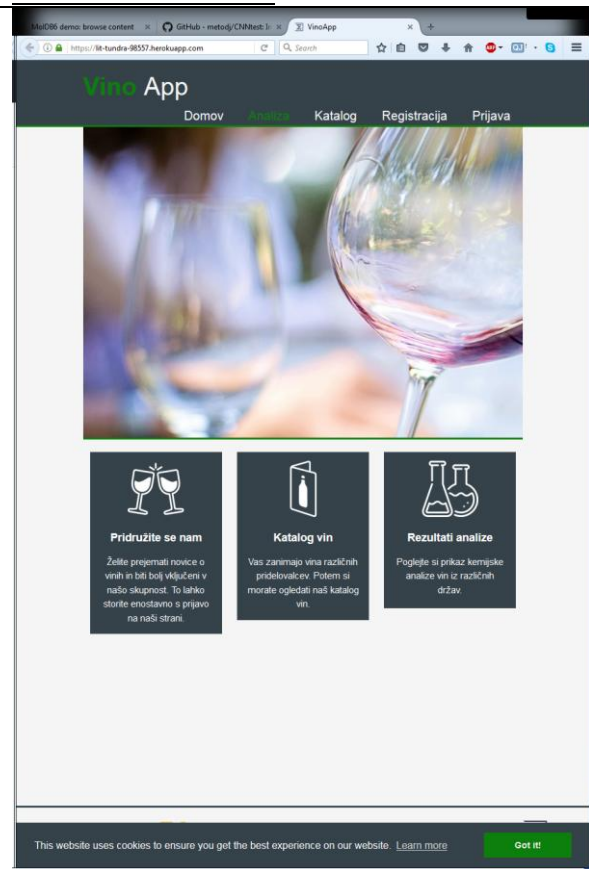 MolDB6 demo: browse content
GitHub - metodj/CNNtest: I
VinoApp
https://lit-tundra-98557.herokuapp.com
Search
Vino App
Domov Analiza Katalog Registracija Prijava
Pridružite se nam
Želite prejemati novice o
vinih in biti bolj vključeni v
našo skupnost. To lahko
storite enostavno s prijavo
na naši strani.
Katalog vin
Vas zanimajo vina različnih
pridelovalcev. Potem si
morate ogledati naš katalog
vin.
Rezultati analize
Poglejte si prikaz kemijske
analize vin iz različnih
držav.
This website uses cookies to ensure you get the best experience on our website. Learn more
Got it!